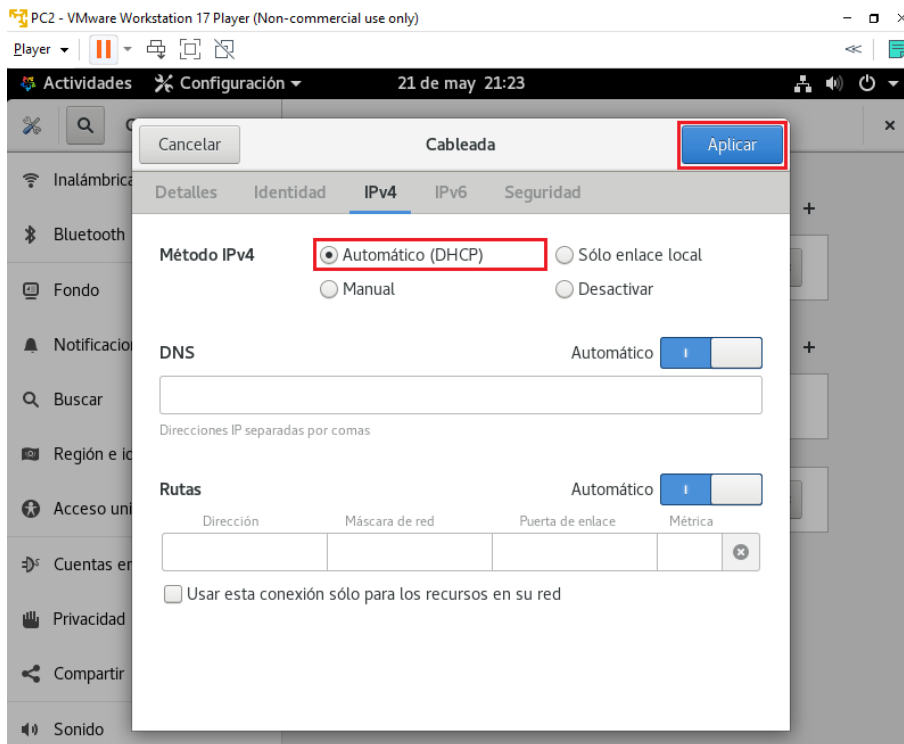 PC2 - VMware Workstation 17 Player (Non-commercial use only)
Player
Actividades Configuración 21 de may 21:23
Cancelar Cableada Aplicar
Detalles Identidad IPv4 IPv6 Seguridad
Inalámbrica
Bluetooth
Fondo
Notificacio
Buscar
Región e id
Acceso uni
Cuentas en
Privacidad
Compartir
Sonido
Método IPv4 Automático (DHCP) Sólo enlace local
Manual Desactivar
DNS Automático
Direcciones IP separadas por comas
Rutas Automático
Dirección Máscara de red Puerta de enlace Métrica
Usar esta conexión sólo para los recursos en su red